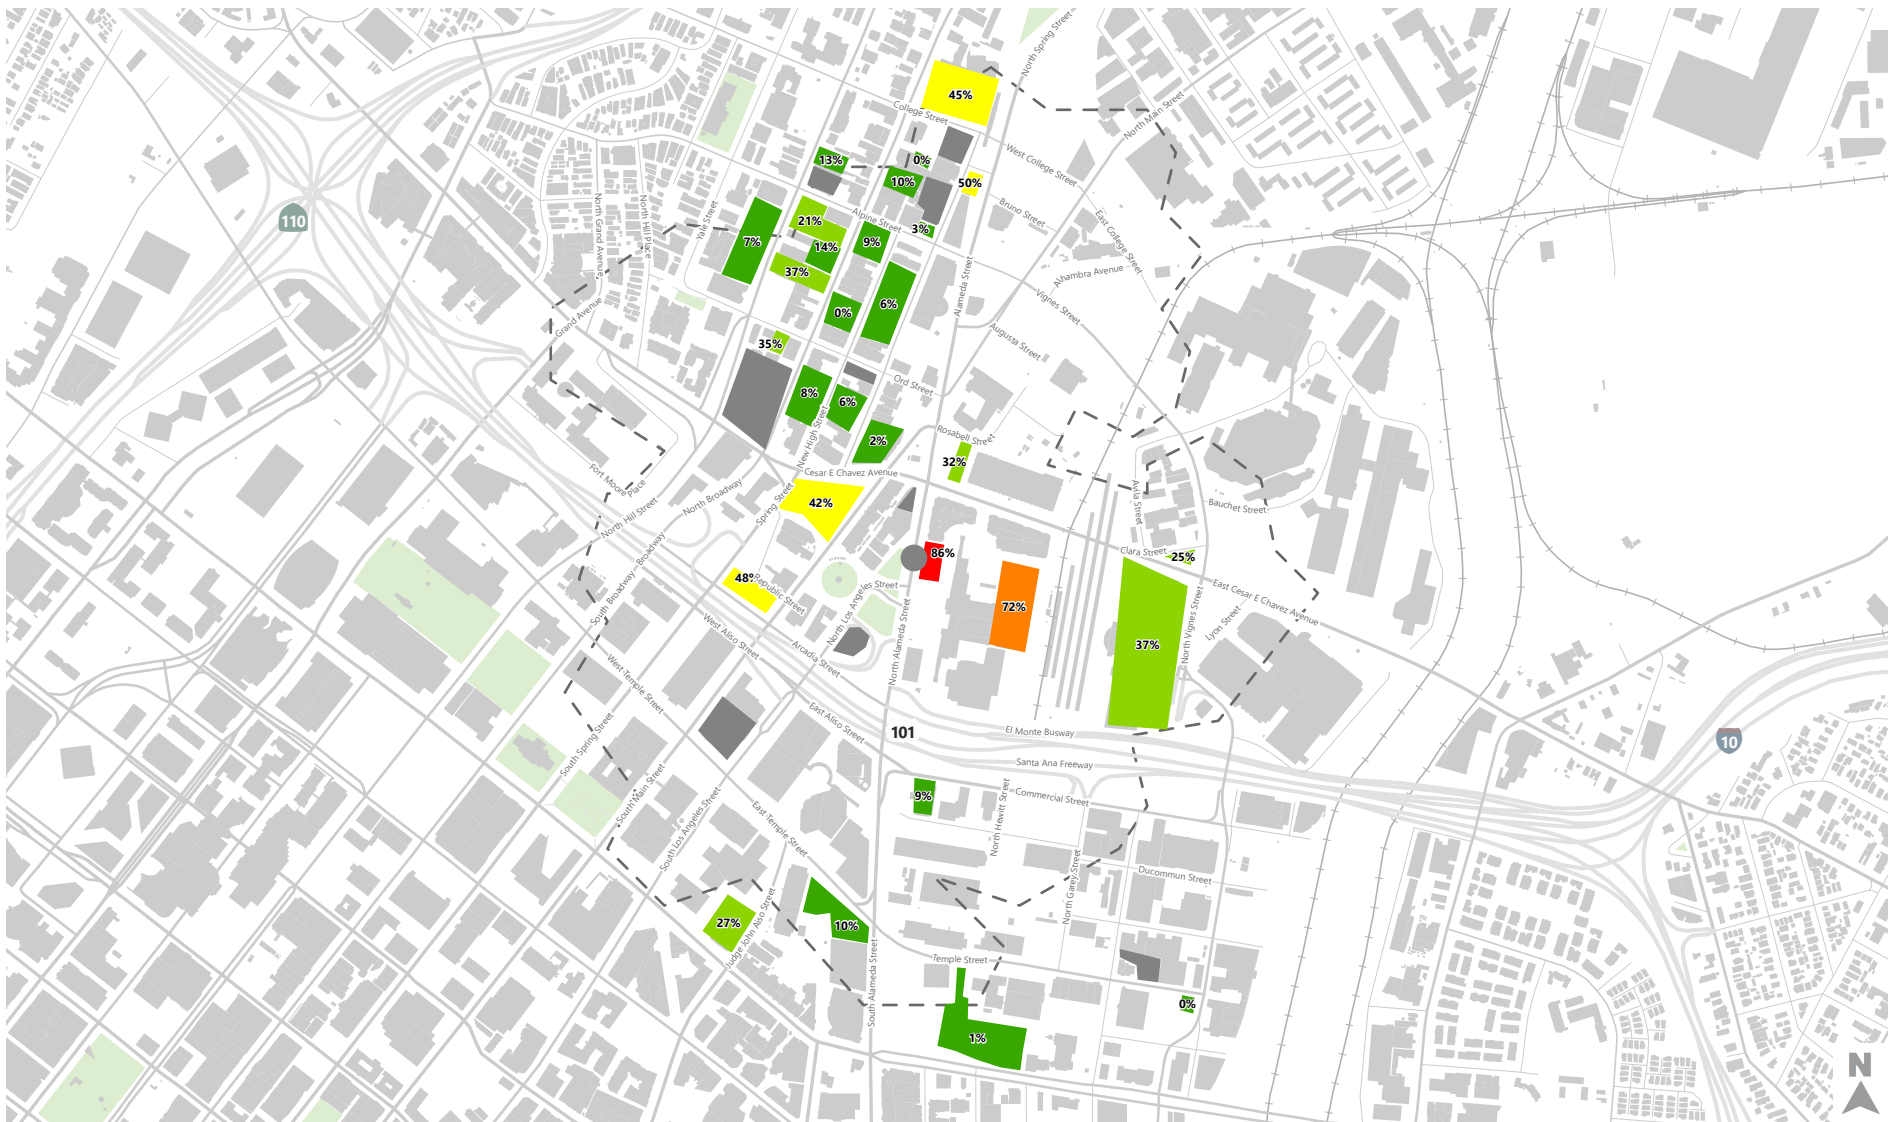 North Spring Street
45%
College Street
North Main Street
West College Street
13%
0%
10%
50%
110
North Grand Avenue
North Hill Place
Yale Street
21%
Alpine Street
3%
Bruno Street
East College Street
7%
14%
9%
37%
Alameda Street
Alhambra Avenue
Vignes Street
6%
0%
Grand Avenue
Augusta Street
35%
Ord Street
8%
6%
New High Street
2%
Rosabell Street
32%
Cesar E Chavez Avenue
Fort Moore
Place
North Broadway
Spring Street
42%
Avila Street
Bauchet Street
North Hill Street
86%
Clara Street
25%
South Broadway
Broadway
48%
Republic Street
North Los Angeles Street
72%
East Cesar E Chavez Avenue
Lyon Street
North Vignes Street
37%
West Aliso Street
Arcadia Street
North Alameda Street
West Temple Street
East Aliso Street
101
El Monte Busway
Santa Ana Freeway
10
South Spring Street
South Main Street
South Los Angeles Street
9%
Commercial Street
North Hewitt Street
East Temple Street
Ducommun Street
North Garey Street
27%
Judge John Aiso Street
10%
South Alameda Street
Temple Street
0%
1%
N